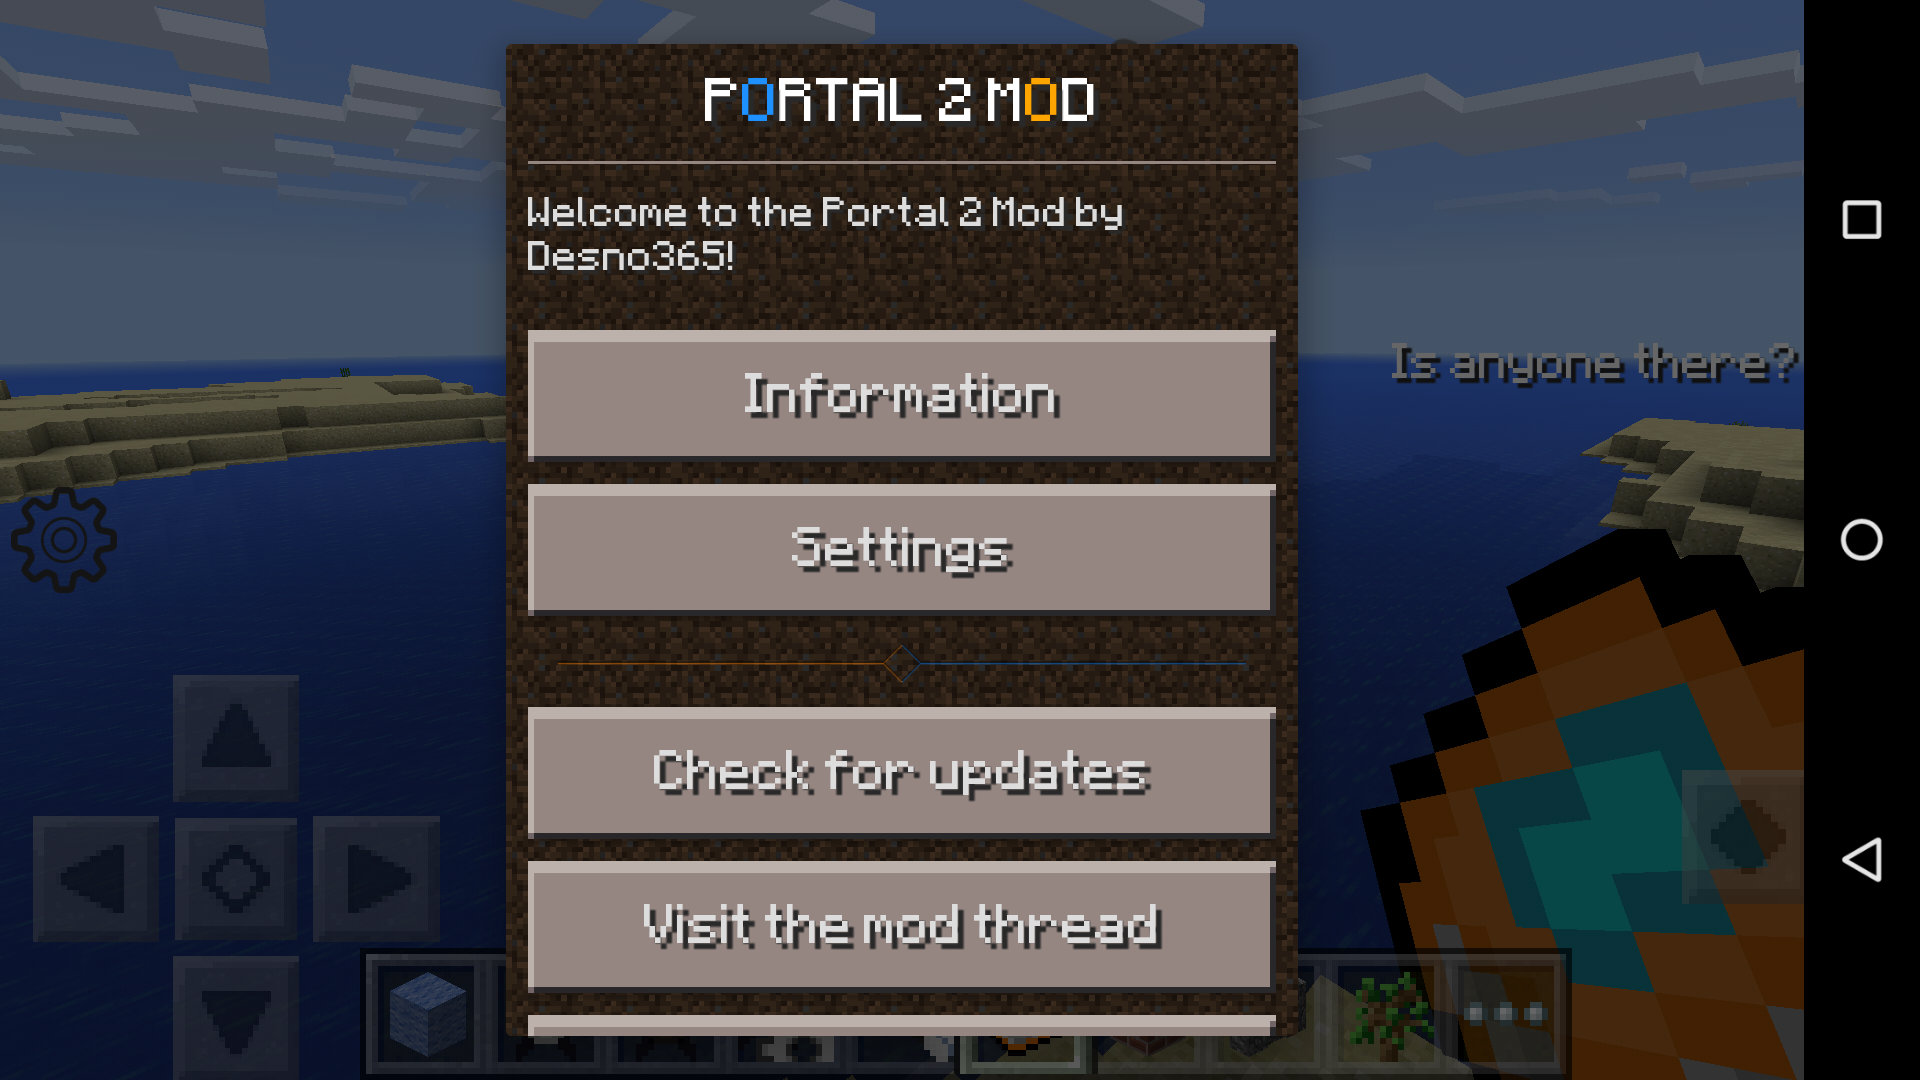 PORTAL 2 MOD
Welcome to the Portal 2 Mod by
Desno365!
Information
Is anyone there?
Settings
Check for updates
Visit the mod thread